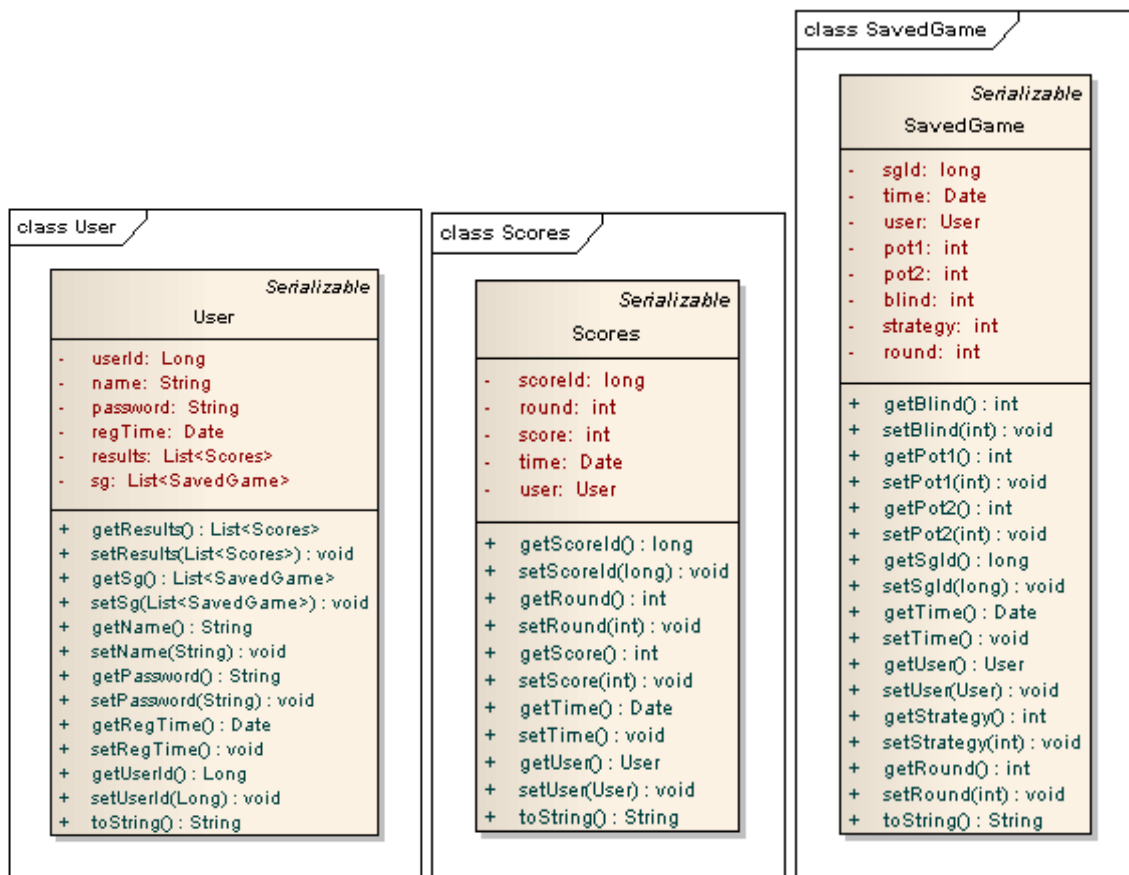 class User
Serializable
User
- userId: Long
- name: String
- password: String
- regTime: Date
- results: List<Scores>
- sg: List<SavedGame>
+ getResults() : List<Scores>
+ setResults(List<Scores>) : void
+ getSg() : List<SavedGame>
+ setSg(List<SavedGame>) : void
+ getName() : String
+ setName(String) : void
+ getPassword() : String
+ setPassword(String) : void
+ getRegTime() : Date
+ setRegTime() : void
+ getUserId() : Long
+ setUserId(Long) : void
+ toString() : String
class Scores
Serializable
Scores
- scoreId: long
- round: int
- score: int
- time: Date
- user: User
+ getScoreId() : long
+ setScoreId(long) : void
+ getRound() : int
+ setRound(int) : void
+ getScore() : int
+ setScore(int) : void
+ getTime() : Date
+ setTime() : void
+ getUser() : User
+ setUser(User) : void
+ toString() : String
class SavedGame
Serializable
SavedGame
- sgId: long
- time: Date
- user: User
- pot1: int
- pot2: int
- blind: int
- strategy: int
- round: int
+ getBlind() : int
+ setBlind(int) : void
+ getPot1() : int
+ setPot1(int) : void
+ getPot2() : int
+ setPot2(int) : void
+ getSgId() : long
+ setSgId(long) : void
+ getTime() : Date
+ setTime() : void
+ getUser() : User
+ setUser(User) : void
+ getStrategy() : int
+ setStrategy(int) : void
+ getRound() : int
+ setRound(int) : void
+ toString() : String